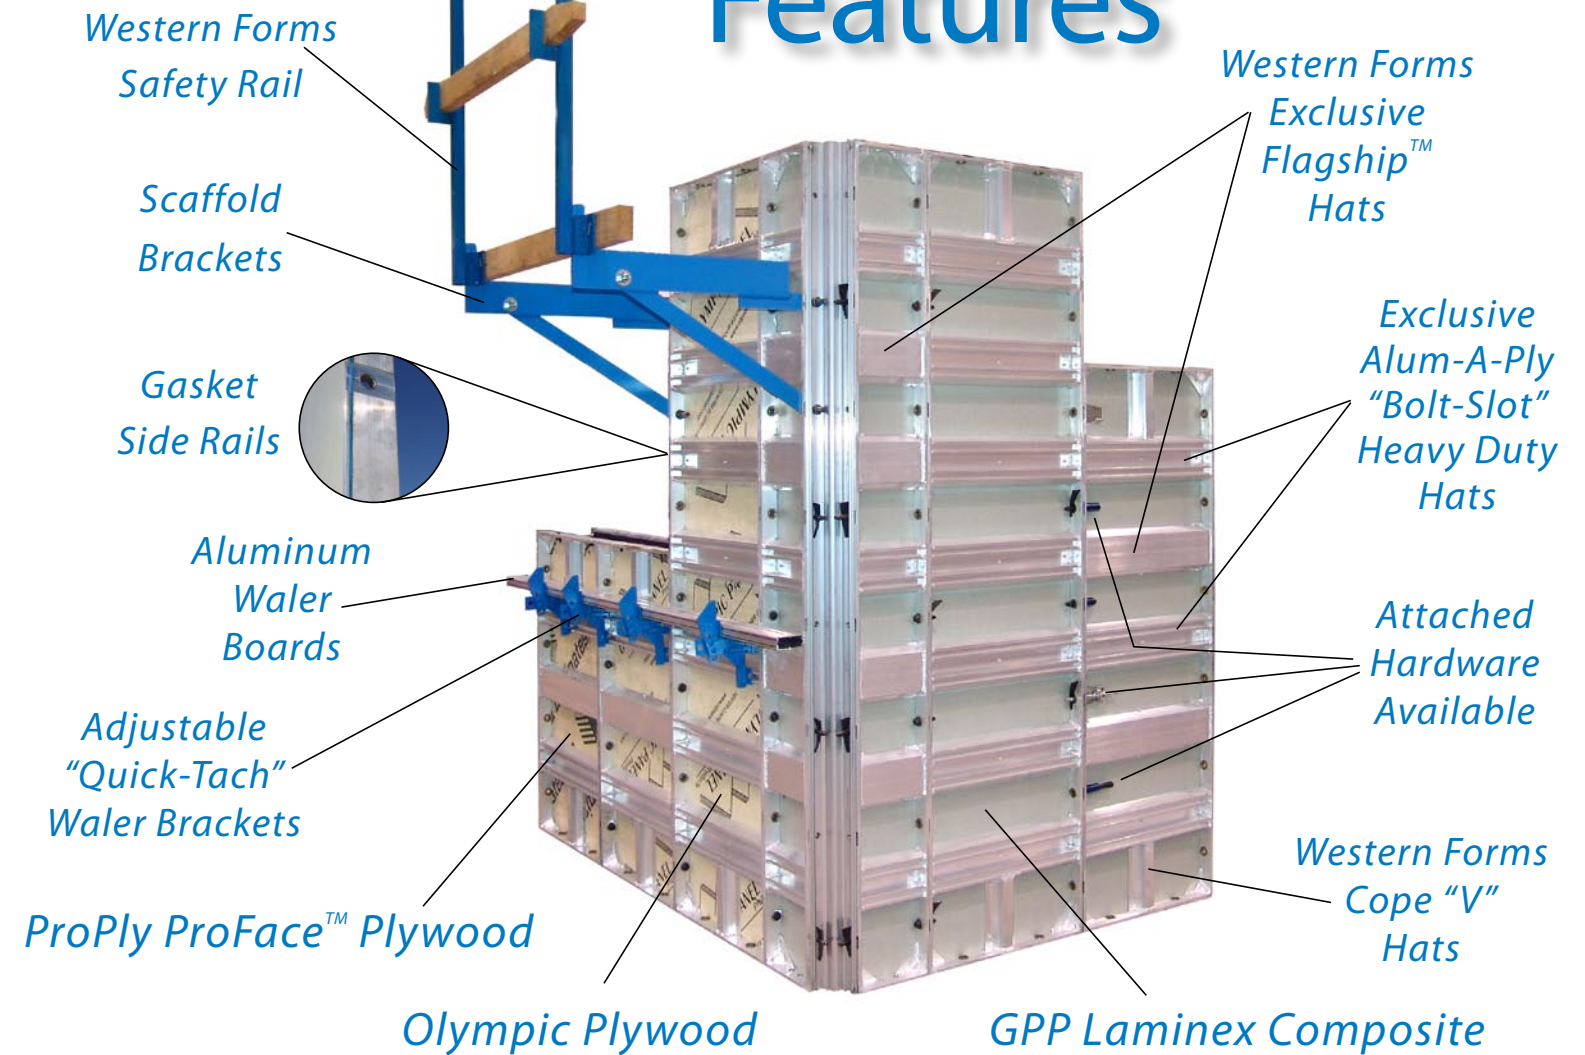 Features
Western Forms
Safety Rail
Scaffold
Brackets
Gasket
Side Rails
Aluminum
Waler
Boards
Adjustable
“Quick-Tach”
Waler Brackets
ProPly ProFace™ Plywood
Olympic Plywood
GPP Laminex Composite
Western Forms
Exclusive
Flagship™
Hats
Exclusive
Alum-A-Ply
“Bolt-Slot”
Heavy Duty
Hats
Attached
Hardware
Available
Western Forms
Cope “V”
Hats